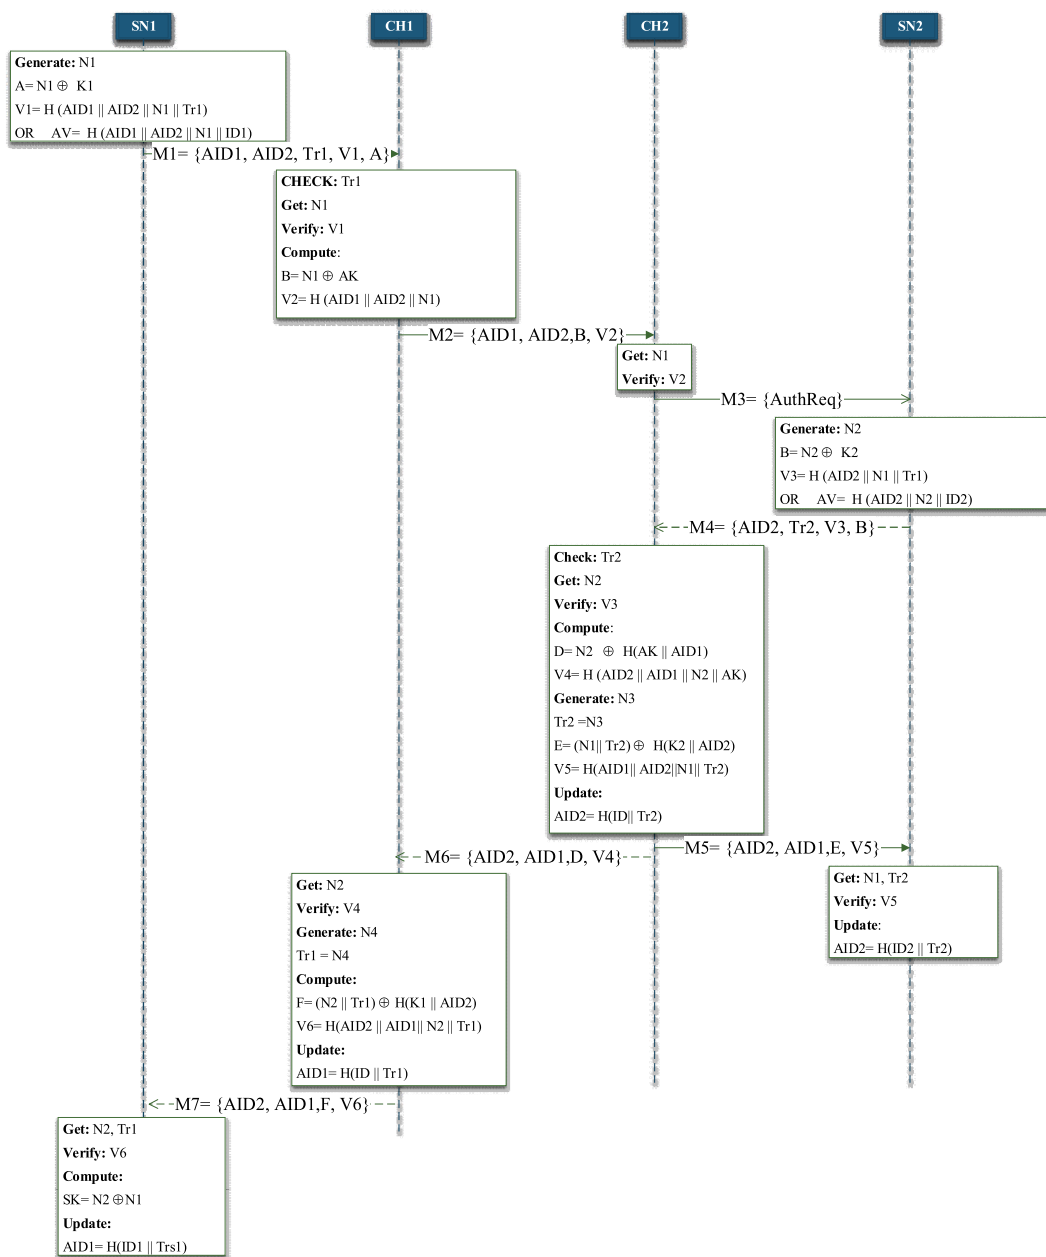 SN1
CH1
CH2
SN2
Generate: N1
A= N1 ⊕ K1
V1= H (AID1 || AID2 || N1 || Tr1)
OR AV= H (AID1 || AID2 || N1 || ID1)
M1= {AID1, AID2, Tr1, V1, A}
CHECK: Tr1
Get: N1
Verify: V1
Compute:
B= N1 ⊕ AK
V2= H (AID1 || AID2 || N1)
M2= {AID1, AID2,B, V2}
Get: N1
Verify: V2
M3= {AuthReq}
Generate: N2
B= N2 ⊕ K2
V3= H (AID2 || N1 || Tr1)
OR AV= H (AID2 || N2 || ID2)
M4= {AID2, Tr2, V3, B}
Check: Tr2
Get: N2
Verify: V3
Compute:
D= N2 ⊕ H(AK || AID1)
V4= H (AID2 || AID1 || N2 || AK)
Generate: N3
Tr2 =N3
E= (N1|| Tr2) ⊕ H(K2 || AID2)
V5= H(AID1|| AID2||N1|| Tr2)
Update:
AID2= H(ID|| Tr2)
M5= {AID2, AID1,E, V5}
M6= {AID2, AID1,D, V4}
Get: N1, Tr2
Verify: V5
Update:
AID2= H(ID2 || Tr2)
Get: N2
Verify: V4
Generate: N4
Tr1 = N4
Compute:
F= (N2 || Tr1) ⊕ H(K1 || AID2)
V6= H(AID2 || AID1|| N2 || Tr1)
Update:
AID1= H(ID || Tr1)
M7= {AID2, AID1,F, V6}
Get: N2, Tr1
Verify: V6
Compute:
SK= N2 ⊕N1
Update:
AID1= H(ID1 || Trs1)